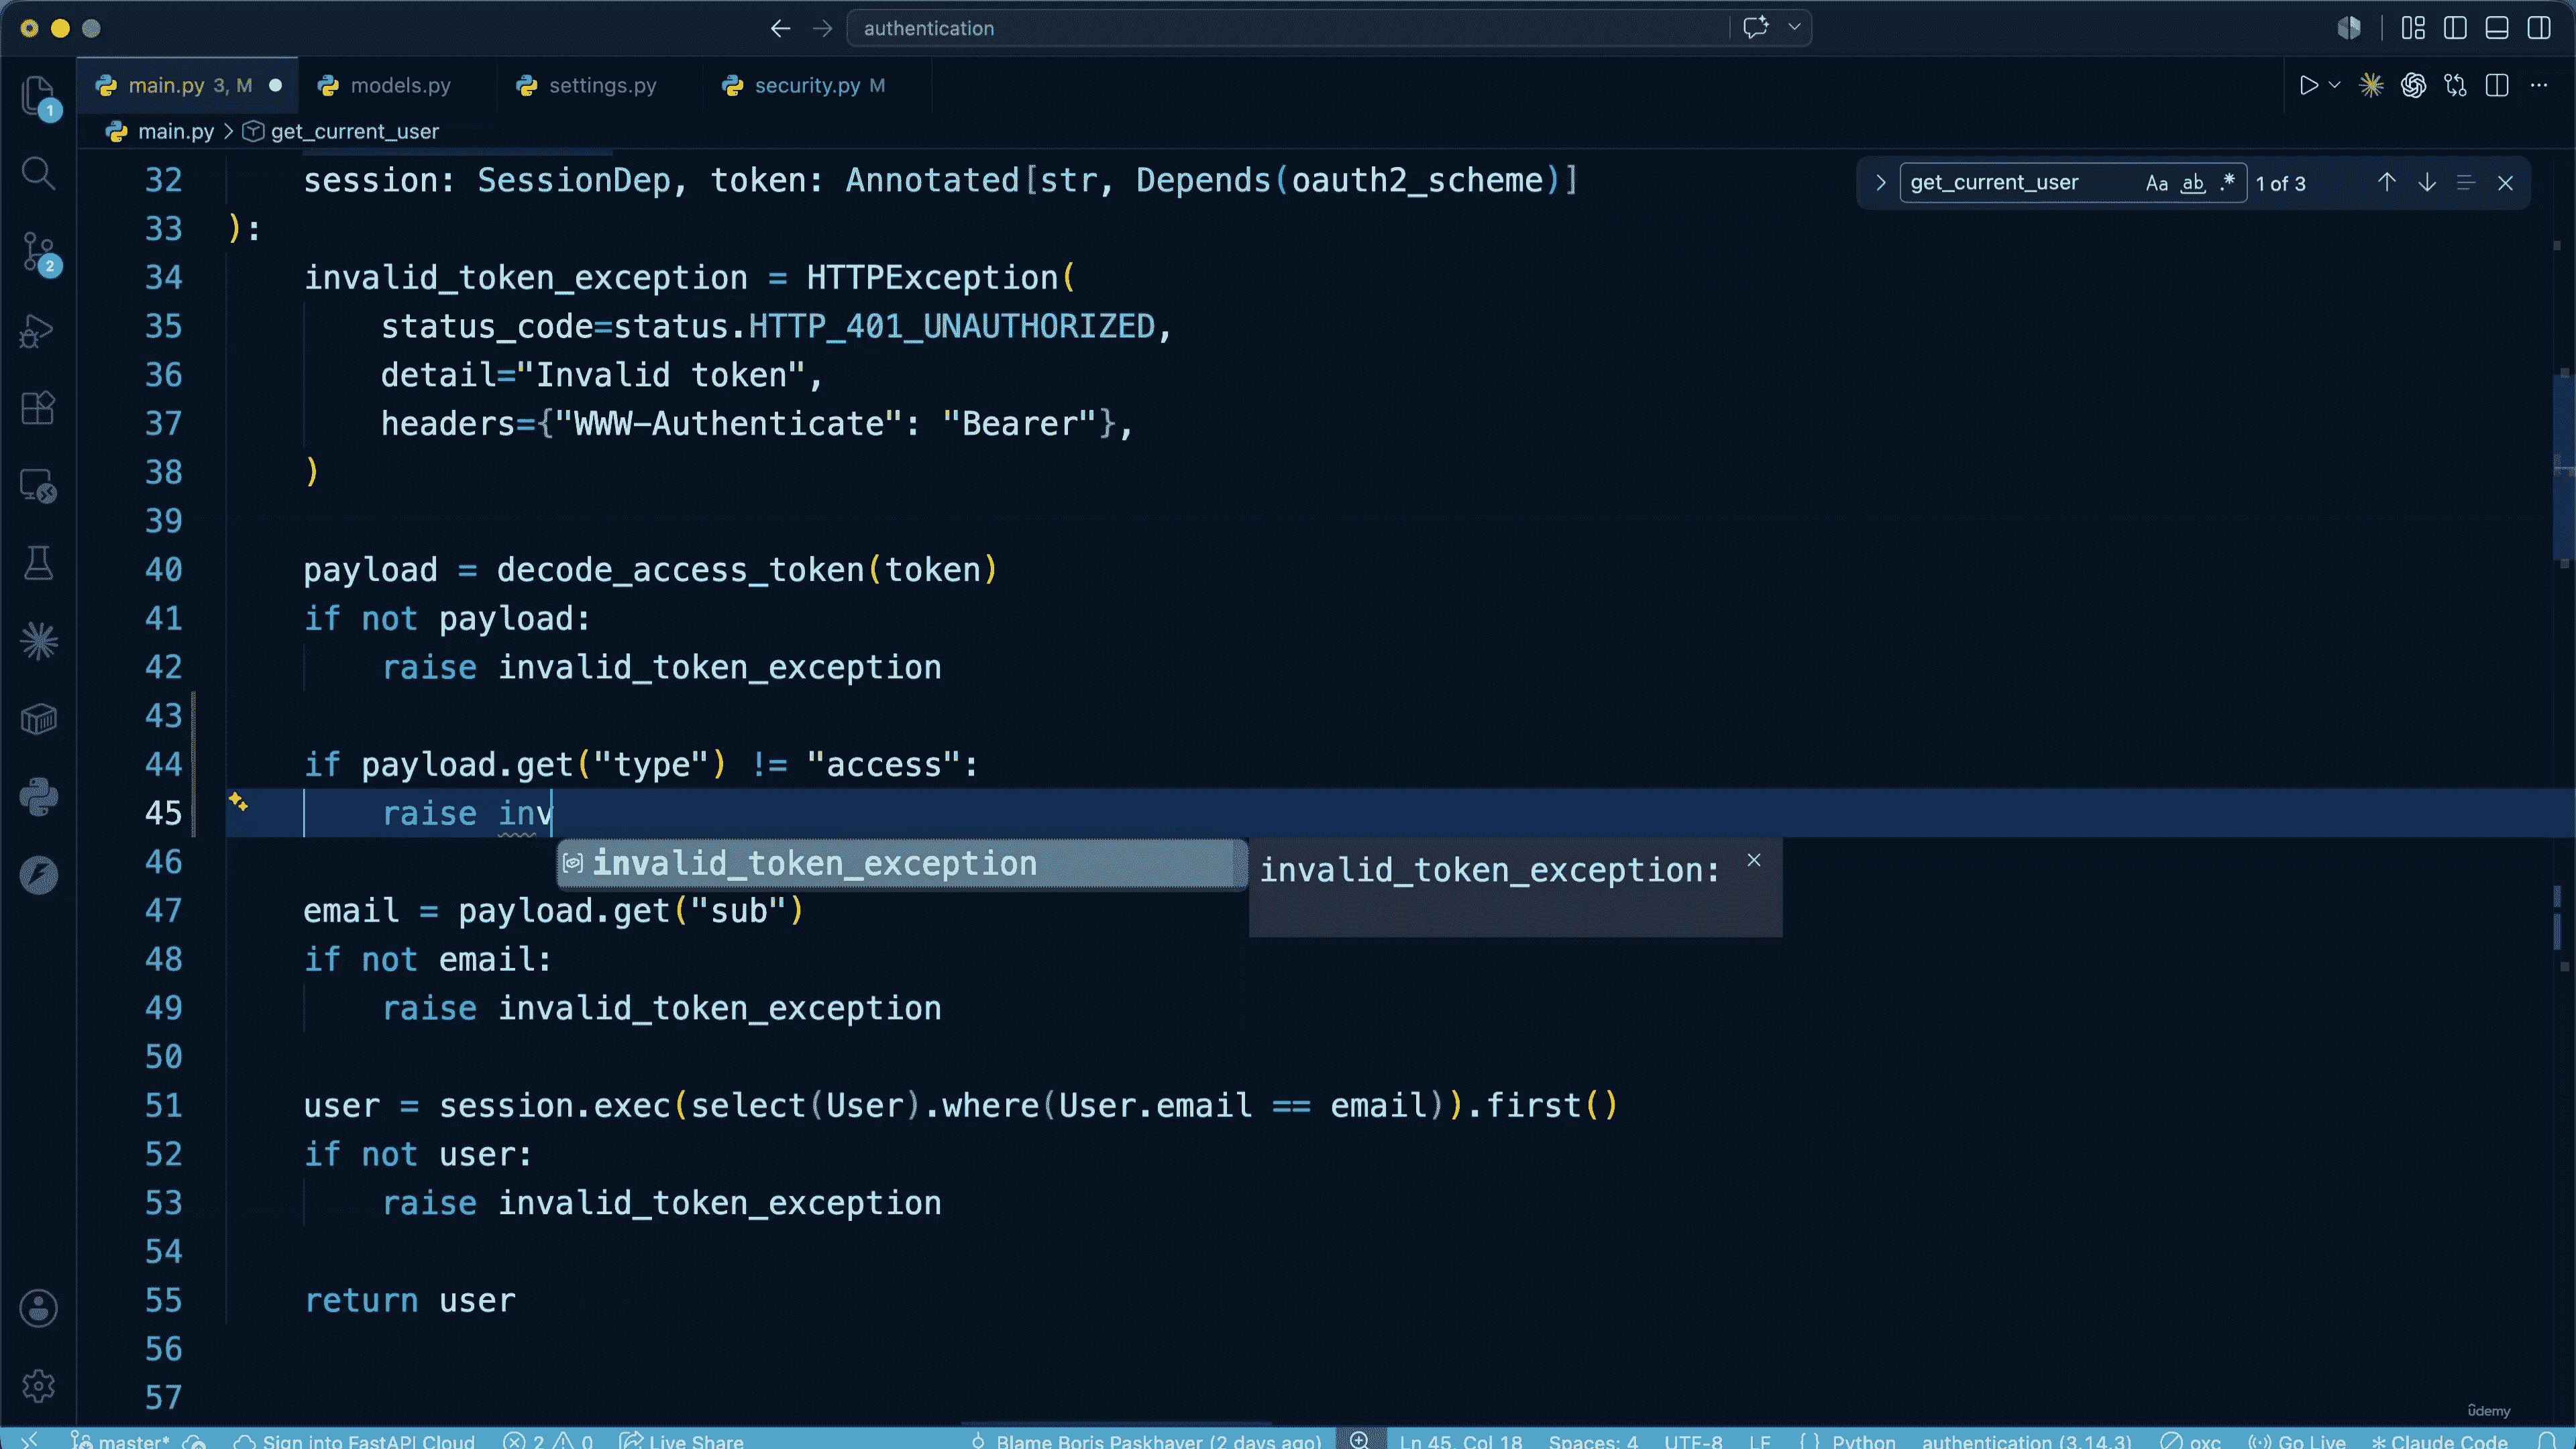 authentication
main.py 3, M
models.py
settings.py
security.py M
main.py > get_current_user
get_current_user Aa ab .* 1 of 3
1
2
32 session: SessionDep, token: Annotated[str, Depends(oauth2_scheme)]
33 ):
34 invalid_token_exception = HTTPException(
35 status_code=status.HTTP_401_UNAUTHORIZED,
36 detail="Invalid token",
37 headers={"WWW-Authenticate": "Bearer"},
38 )
39
40 payload = decode_access_token(token)
41 if not payload:
42 raise invalid_token_exception
43
44 if payload.get("type") != "access":
45 raise inv
invalid_token_exception
invalid_token_exception:
46
47 email = payload.get("sub")
48 if not email:
49 raise invalid_token_exception
50
51 user = session.exec(select(User).where(User.email == email)).first()
52 if not user:
53 raise invalid_token_exception
54
55 return user
56
57
udemy
master* Sign into FastAPI Cloud 2 0 Live Share Blame Boris Paskhaver (2 days ago) Ln 45, Col 18 Spaces: 4 UTF-8 LF { } Python authentication (3.14.3) oxc Go Live Claude Code